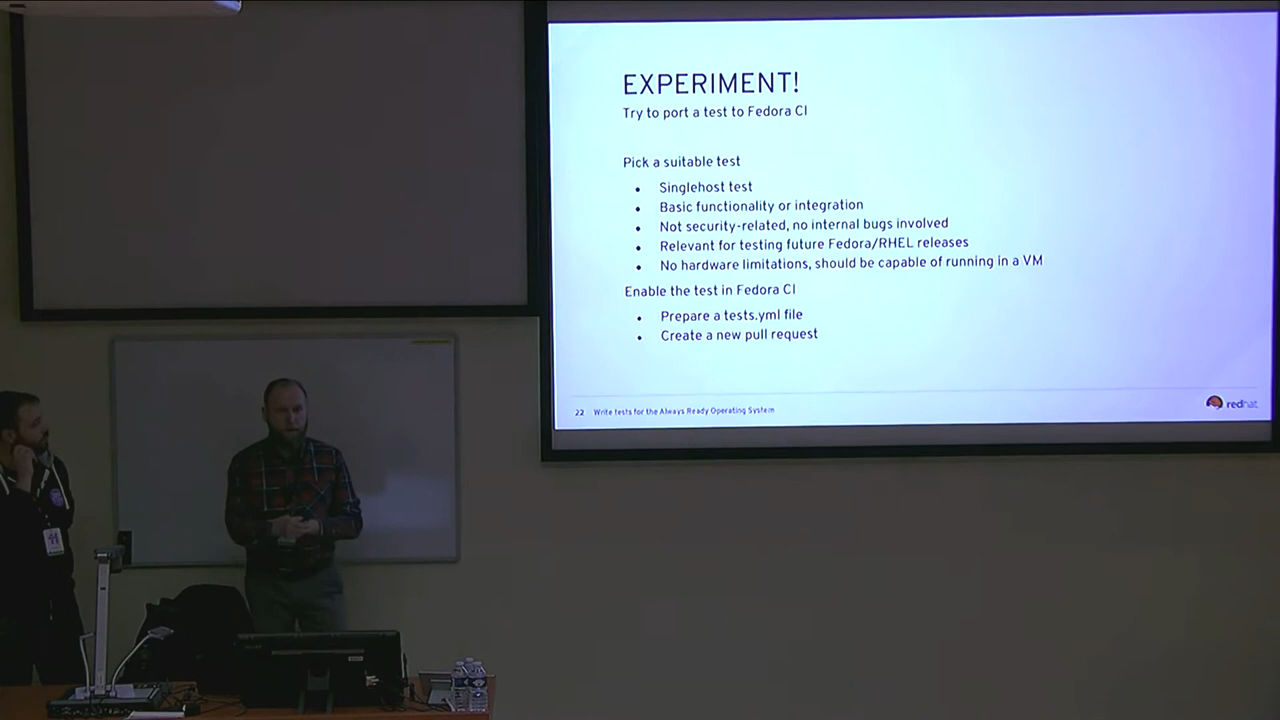 EXPERIMENT!
Try to port a test to Fedora CI
Pick a suitable test
• Singlehost test
• Basic functionality or integration
• Not security-related, no internal bugs involved
• Relevant for testing future Fedora/RHEL releases
• No hardware limitations, should be capable of running in a VM
Enable the test in Fedora CI
• Prepare a tests.yml file
• Create a new pull request
22 Write tests for the Always Ready Operating System
redhat